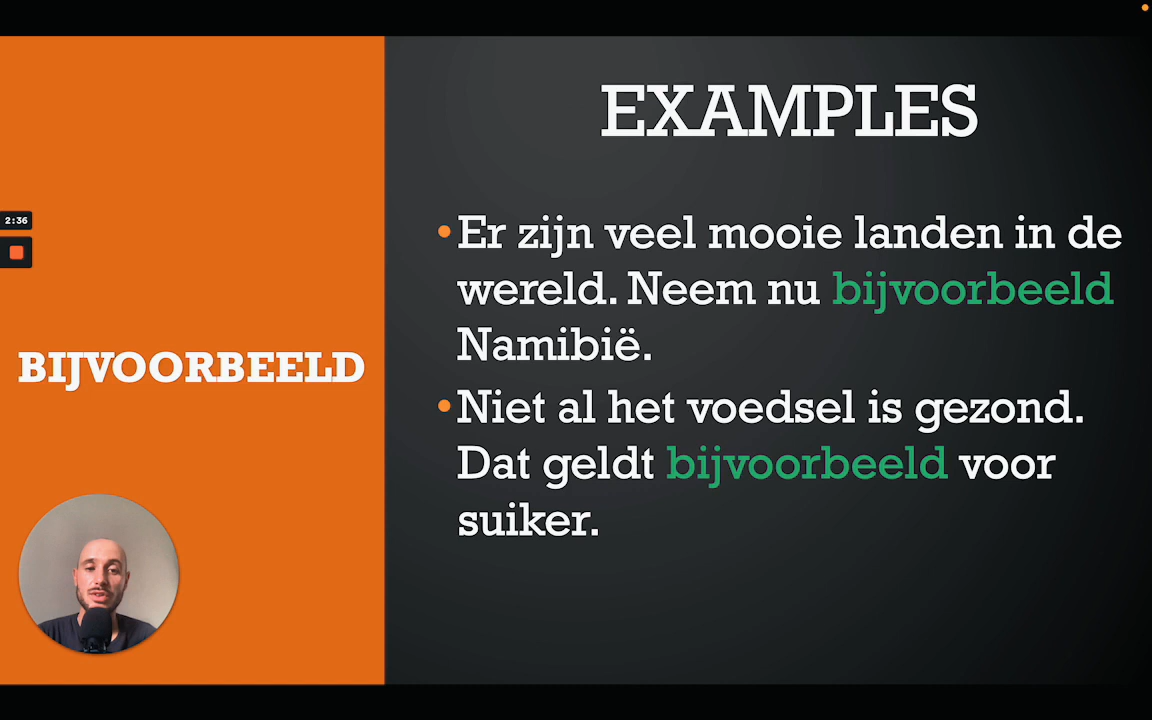 EXAMPLES
•Er zijn veel mooie landen in de
wereld. Neem nu bijvoorbeeld
Namibië.
•Niet al het voedsel is gezond.
Dat geldt bijvoorbeeld voor
suiker.
2:36
BIJVOORBEELD